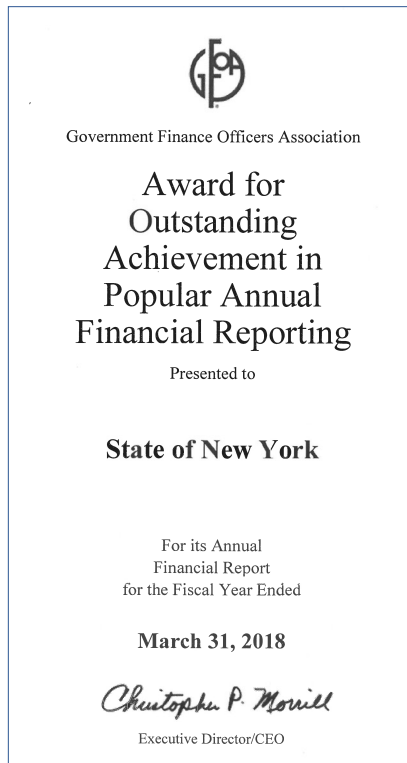 GFOA
Government Finance Officers Association
Award for
Outstanding
Achievement in
Popular Annual
Financial Reporting
Presented to
State of New York
For its Annual
Financial Report
for the Fiscal Year Ended
March 31, 2018
Christopher P. Morrill
Executive Director/CEO